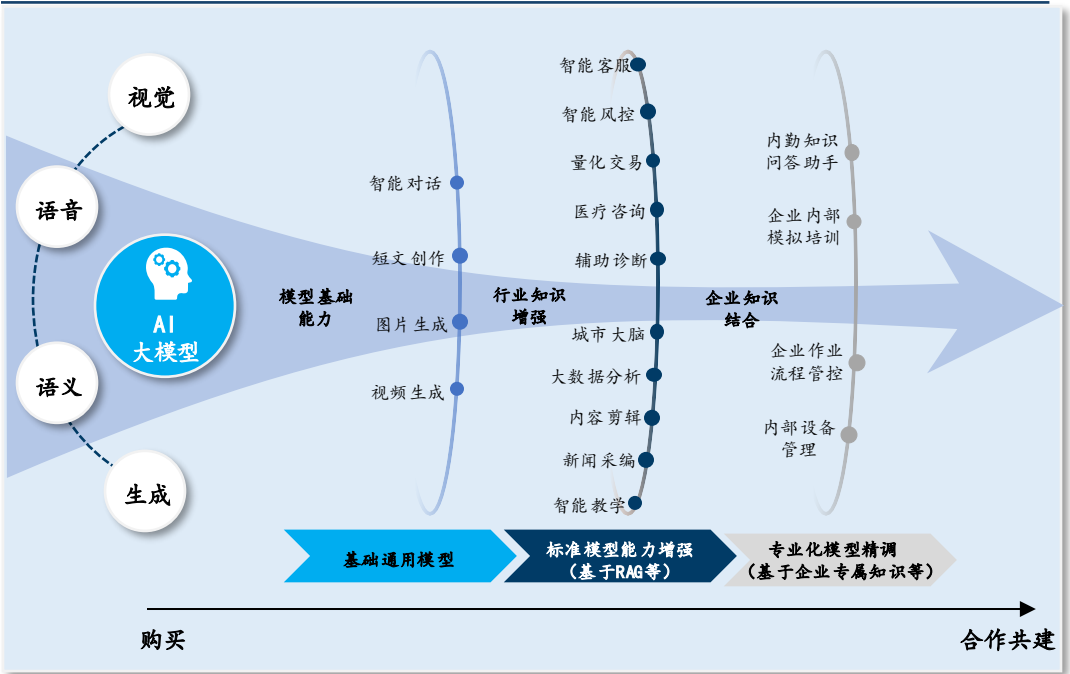 视觉
语音
AI
大模型
语义
生成
模型基础
能力
智能对话
短文创作
图片生成
视频生成
行业知识
增强
智能客服
智能风控
量化交易
医疗咨询
辅助诊断
城市大脑
大数据分析
内容剪辑
新闻采编
智能教学
企业知识
结合
内勤知识
问答助手
企业内部
模拟培训
企业作业
流程管控
内部设备
管理
基础通用模型
标准模型能力增强
（基于RAG等）
专业化模型精调
（基于企业专属知识等）
购买
合作共建